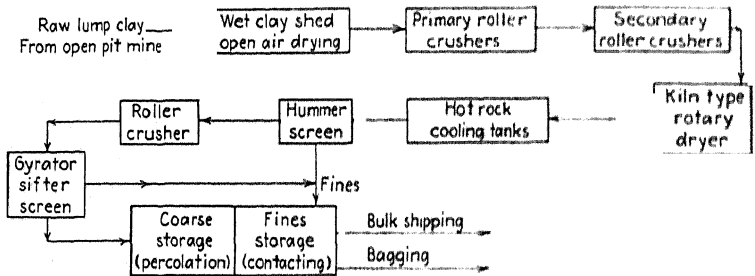 Raw lump clay
From open pit mine
Wet clay shed
open air drying
Primary roller
crushers
Secondary
roller crushers
Kiln type
rotary
dryer
Hot rock
cooling tanks
Hummer
screen
Roller
crusher
Gyrator
sifter
screen
Fines
Coarse
storage
(percolation)
Fines
storage
(contacting)
Bulk shipping
Bagging